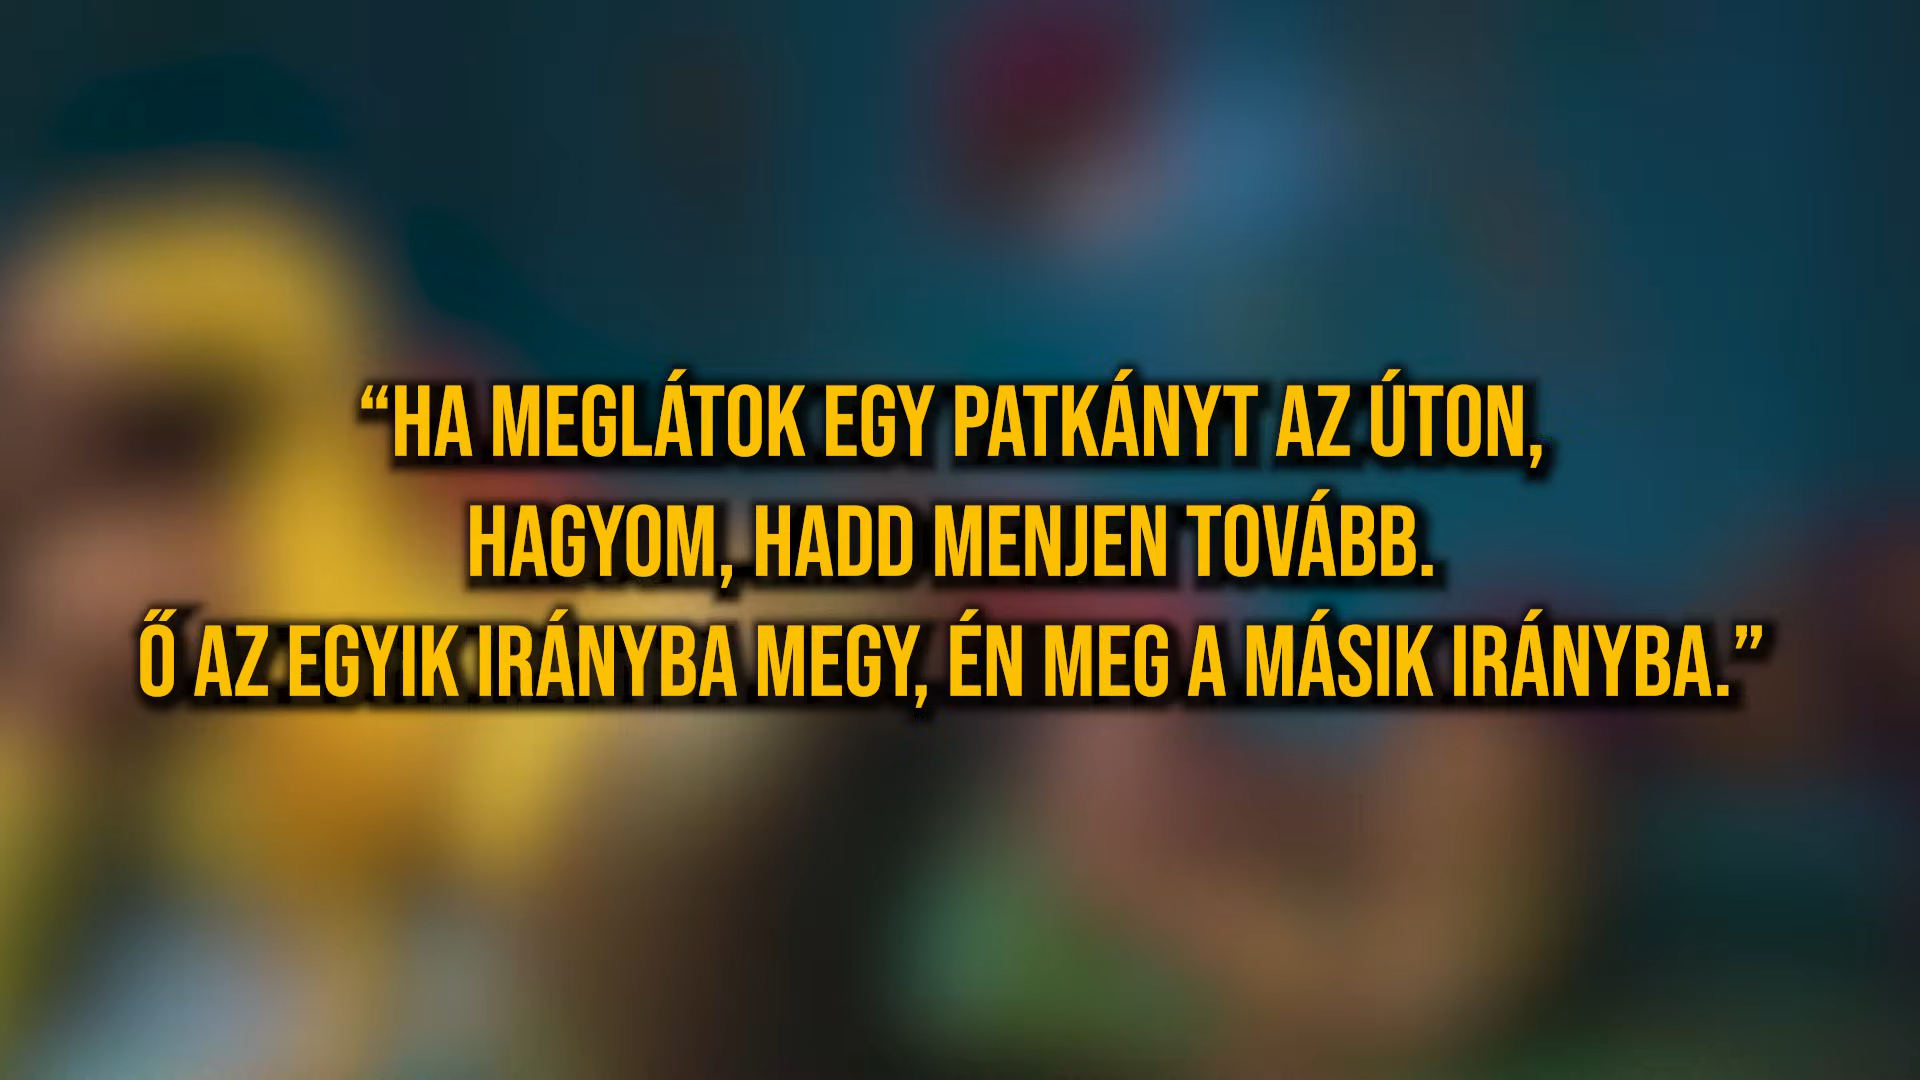 “HA MEGLÁTOK EGY PATKÁNYT AZ ÚTON,
HAGYOM, HADD MENJEN TOVÁBB.
Ő AZ EGYIK IRÁNYBA MEGY, ÉN MEG A MÁSIK IRÁNYBA.”